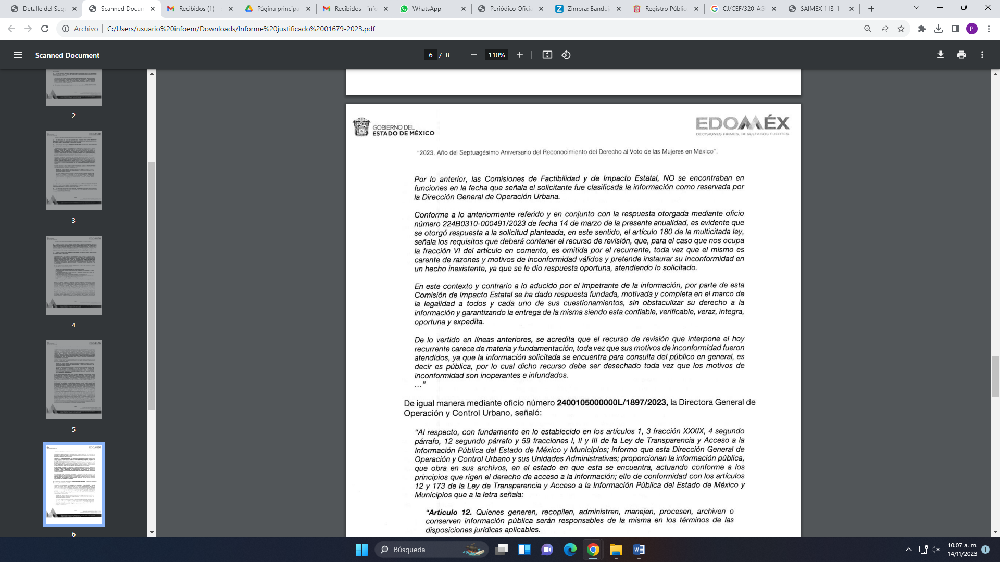 Detalle del Seg
Scanned Docun
Recibidos (1) -
Página principa
Recibidos - info
WhatsApp
Periódico Oficia
Zimbra: Bandej
Registro Públic
CJ/CEF/320-AG
SAIMEX 113-1
Archivo
C:/Users/usuario%20infoem/Downloads/Informe%20justificado%2001679-2023.pdf
P
Scanned Document
6 / 8
110%
2
3
4
5
6
GOBIERNO DEL
ESTADO DE MÉXICO
EDOMÉX
DECISIONES FIRMES, RESULTADOS FUERTES.
"2023. Año del Septuagésimo Aniversario del Reconocimiento del Derecho al Voto de las Mujeres en México".
Por lo anterior, las Comisiones de Factibilidad y de Impacto Estatal, NO se encontraban en
funciones en la fecha que señala el solicitante fue clasificada la información como reservada por
la Dirección General de Operación Urbana.
Conforme a lo anteriormente referido y en conjunto con la respuesta otorgada mediante oficio
número 224B0310-000491/2023 de fecha 14 de marzo de la presente anualidad, es evidente que
se otorgó respuesta a la solicitud planteada, en este sentido, el artículo 180 de la multicitada ley,
señala los requisitos que deberá contener el recurso de revisión, que, para el caso que nos ocupa
la fracción VI del artículo en comento, es omitida por el recurrente, toda vez que el mismo es
carente de razones y motivos de inconformidad válidos y pretende instaurar su inconformidad en
un hecho inexistente, ya que se le dio respuesta oportuna, atendiendo lo solicitado.
En este contexto y contrario a lo aducido por el impetrante de la información, por parte de esta
Comisión de Impacto Estatal se ha dado respuesta fundada, motivada y completa en el marco de
la legalidad a todos y cada uno de sus cuestionamientos, sin obstaculizar su derecho a la
información y garantizando la entrega de la misma siendo esta confiable, verificable, veraz, integra,
oportuna y expedita.
De lo vertido en líneas anteriores, se acredita que el recurso de revisión que interpone el hoy
recurrente carece de materia y fundamentación, toda vez que sus motivos de inconformidad fueron
atendidos, ya que la información solicitada se encuentra para consulta del público en general, es
decir es pública, por lo cual dicho recurso debe ser desechado toda vez que los motivos de
inconformidad son inoperantes e infundados.
..."
De igual manera mediante oficio número 2400105000000L/1897/2023, la Directora General de
Operación y Control Urbano, señaló:
"Al respecto, con fundamento en lo establecido en los artículos 1, 3 fracción XXXIX, 4 segundo
párrafo, 12 segundo párrafo y 59 fracciones I, II y III de la Ley de Transparencia y Acceso a la
Información Pública del Estado de México y Municipios; informo que esta Dirección General de
Operación y Control Urbano y sus Unidades Administrativas; proporcionan la información pública,
que obra en sus archivos, en el estado en que esta se encuentra, actuando conforme a los
principios que rigen el derecho de acceso a la información; ello de conformidad con los artículos
12 y 173 de la Ley de Transparencia y Acceso a la Información Pública del Estado de México y
Municipios que a la letra señala:
"Articulo 12. Quienes generen, recopilen, administren, manejen, procesen, archiven o
conserven información pública serán responsables de la misma en los términos de las
disposiciones jurídicas aplicables.
Búsqueda
10:07 a. m.
14/11/2023
1